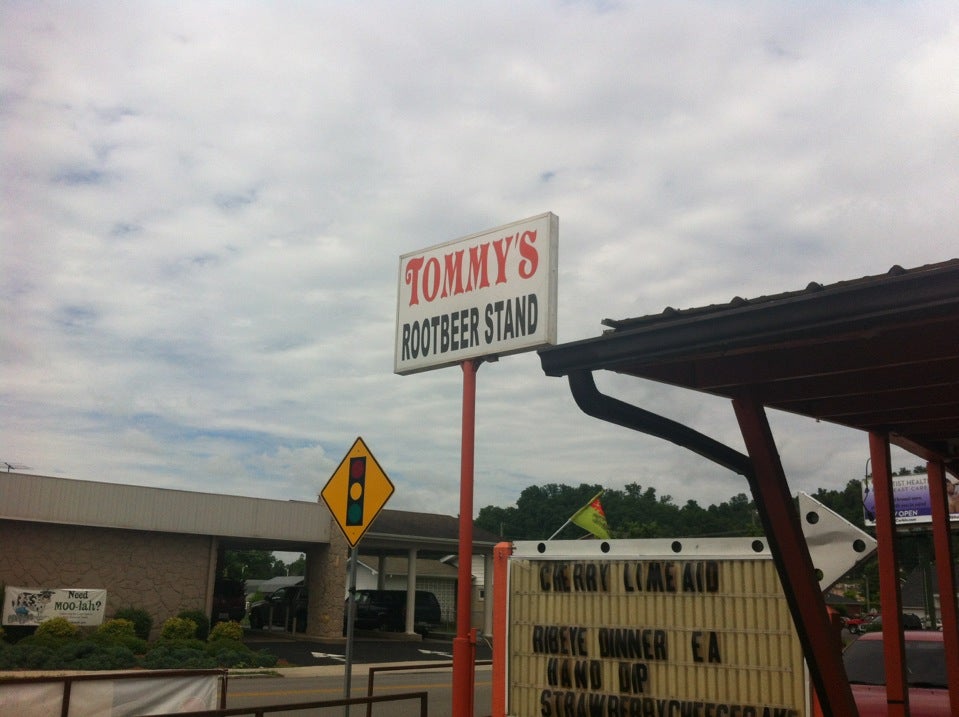 TOMMY'S
ROOTBEER STAND
CHERRY LIMEAID
RIBEYE DINNER EA
HAND DIP
STRAWBERRYCHEESECAKE
Need
MOO-lah?
OPEN